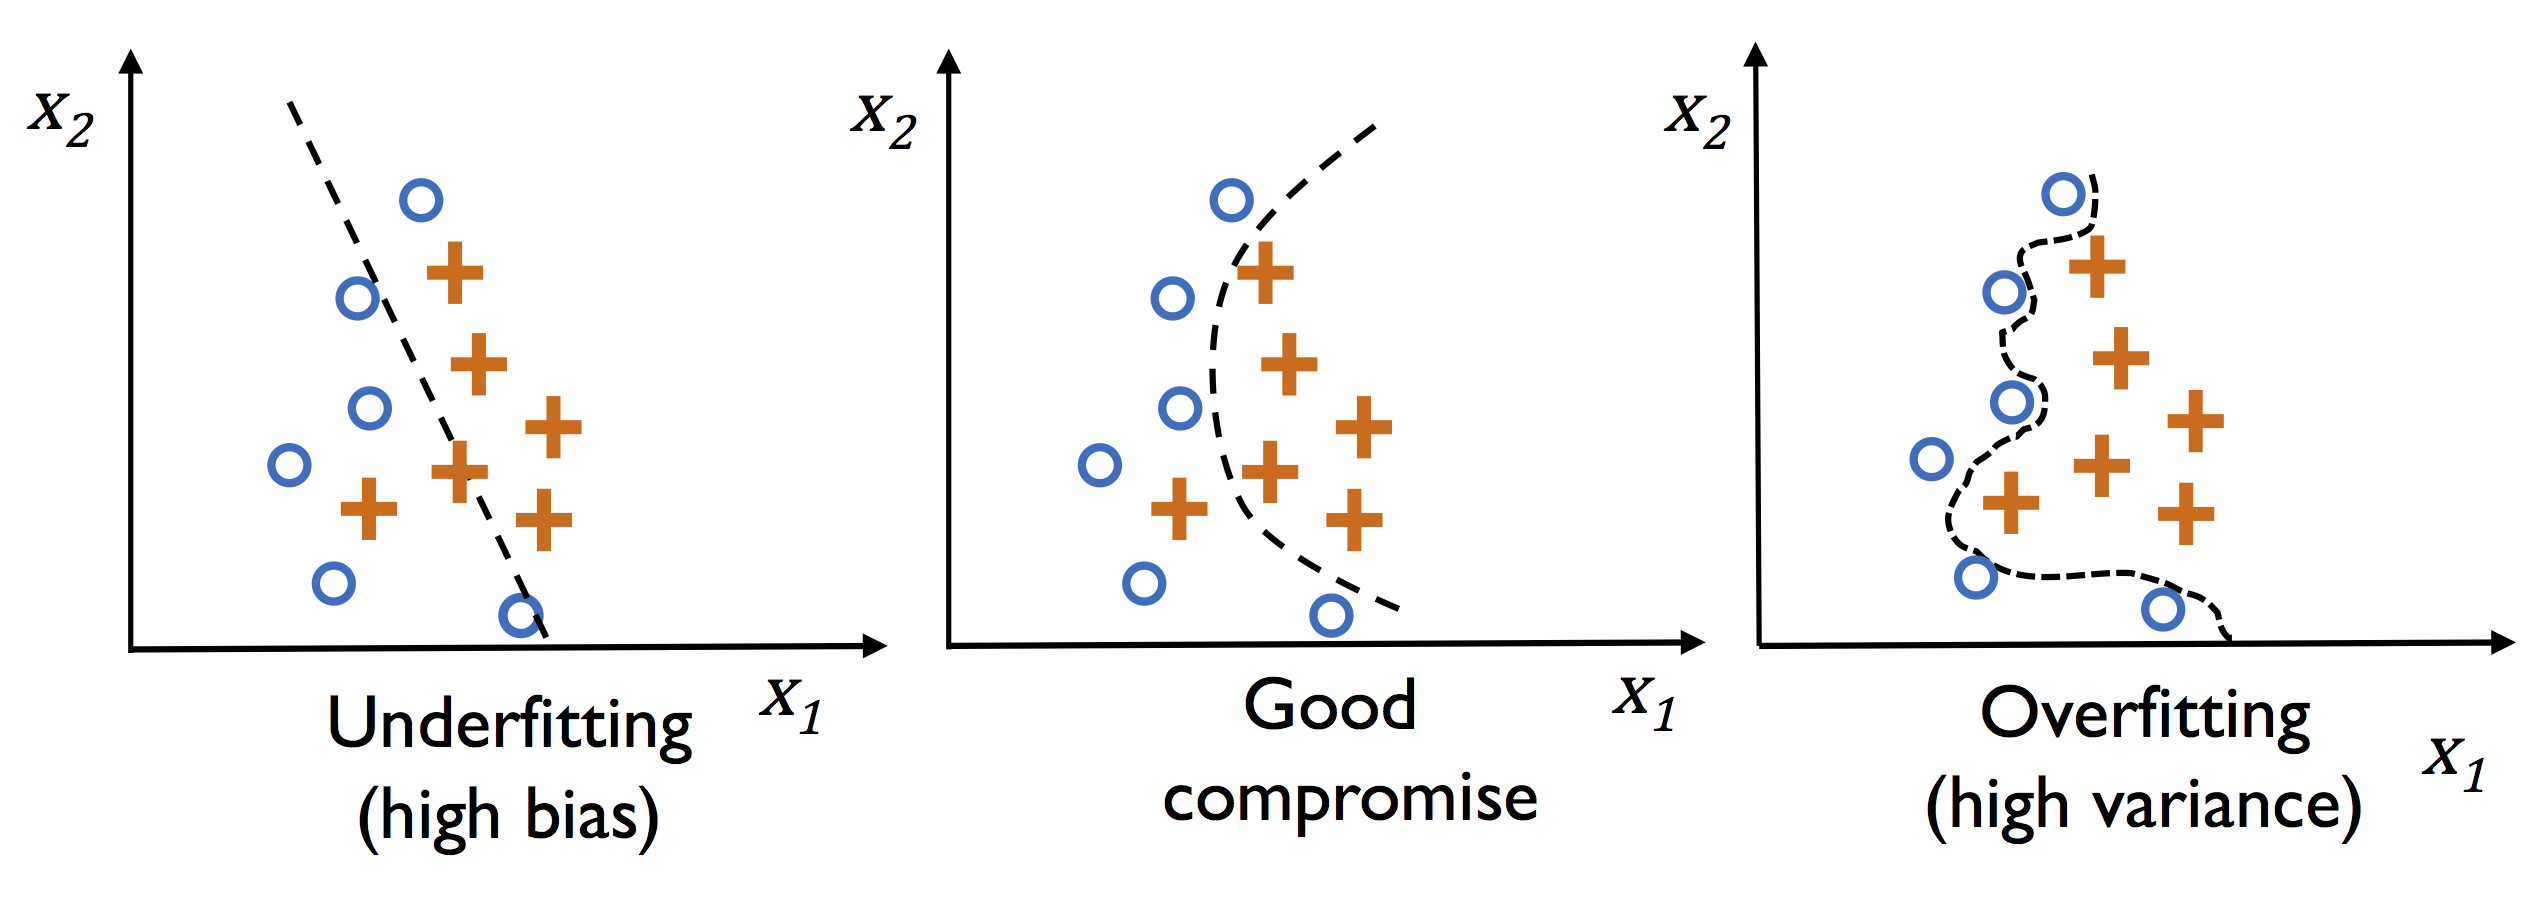 x2
x1
Underfitting
(high bias)
x2
x1
Good
compromise
x2
x1
Overfitting
(high variance)